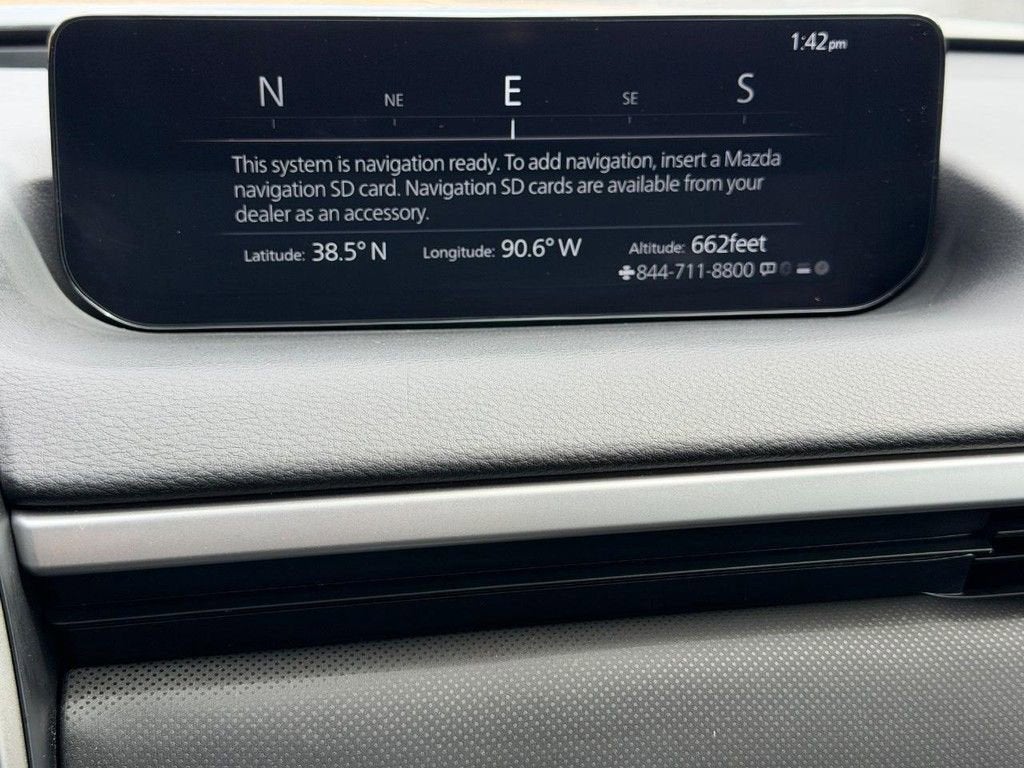 1:42pm
N NE E SE S
This system is navigation ready. To add navigation, insert a Mazda
navigation SD card. Navigation SD cards are available from your
dealer as an accessory.
Latitude: 38.5° N Longitude: 90.6° W Altitude: 662feet
844-711-8800